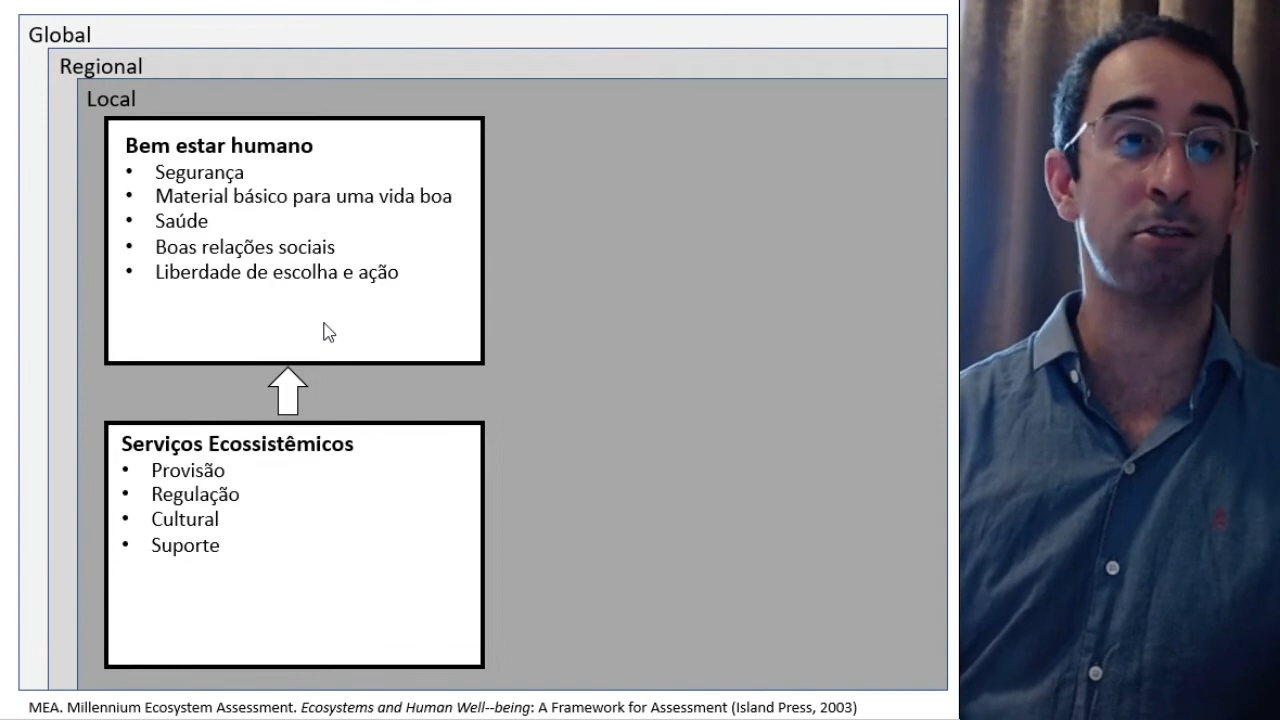 Global
Regional
Local
Bem estar humano
• Segurança
• Material básico para uma vida boa
• Saúde
• Boas relações sociais
• Liberdade de escolha e ação
Serviços Ecossistêmicos
• Provisão
• Regulação
• Cultural
• Suporte
MEA. Millennium Ecosystem Assessment. Ecosystems and Human Well--being: A Framework for Assessment (Island Press, 2003)